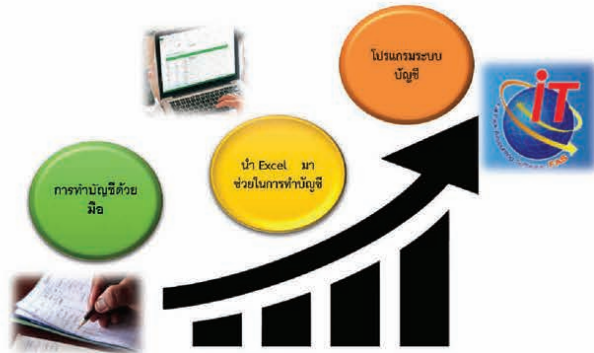 โปรแกรมระบบ
บัญชี
iT
นำ Excel มา
ช่วยในการทำบัญชี
การทำบัญชีด้วย
มือ